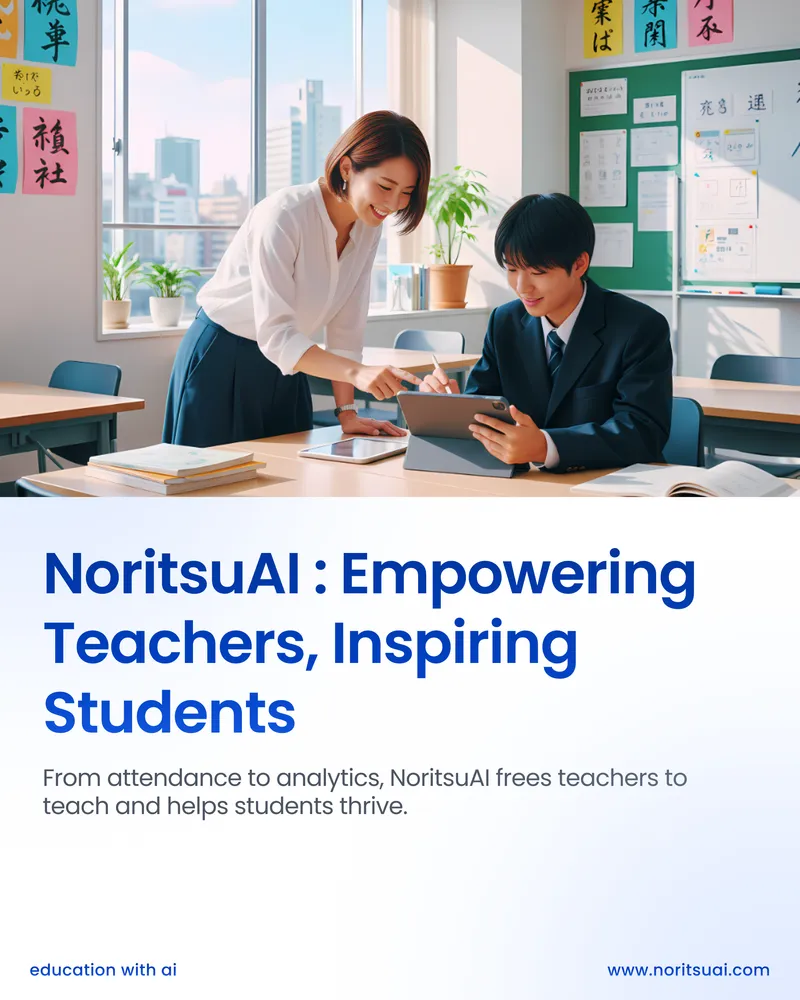 NoritsuAI : Empowering
Teachers, Inspiring
Students
From attendance to analytics, NoritsuAI frees teachers to
teach and helps students thrive.
education with ai
www.noritsuai.com